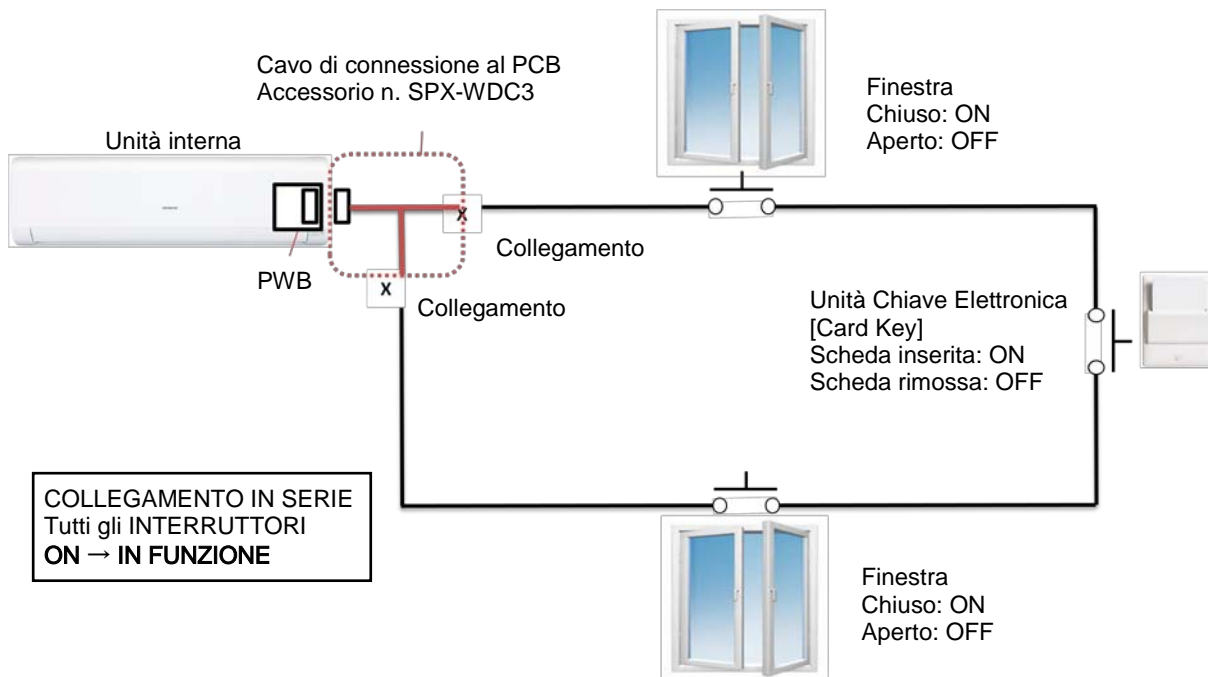 Cavo di connessione al PCB
Accessorio n. SPX-WDC3
Unità interna
PWB
X
Collegamento
X
Collegamento
Finestra
Chiuso: ON
Aperto: OFF
Unità Chiave Elettronica
[Card Key]
Scheda inserita: ON
Scheda rimossa: OFF
COLLEGAMENTO IN SERIE
Tutti gli INTERRUTTORI
ON → IN FUNZIONE
Finestra
Chiuso: ON
Aperto: OFF